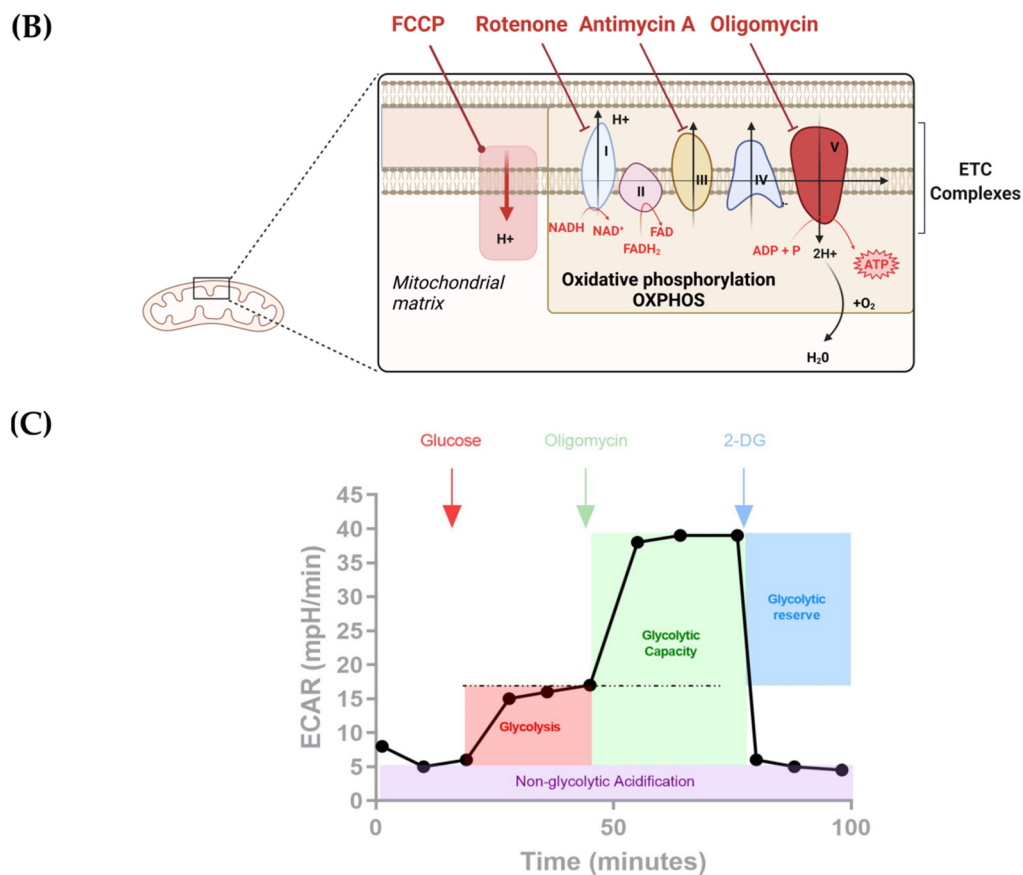 (B)
FCCP Rotenone Antimycin A Oligomycin
H+
I
II
III
IV
V
ETC
Complexes
H+
NADH
NAD+
FADH₂
FAD
ADP + P
2H+
ATP
Mitochondrial
matrix
Oxidative phosphorylation
OXPHOS
+O₂
H₂0
(C)
Glucose
Oligomycin
2-DG
ECAR (mpH/min)
45
40
35
30
25
20
15
10
5
0
Glycolytic
reserve
Glycolytic
Capacity
Glycolysis
Non-glycolytic Acidification
0
50
100
Time (minutes)